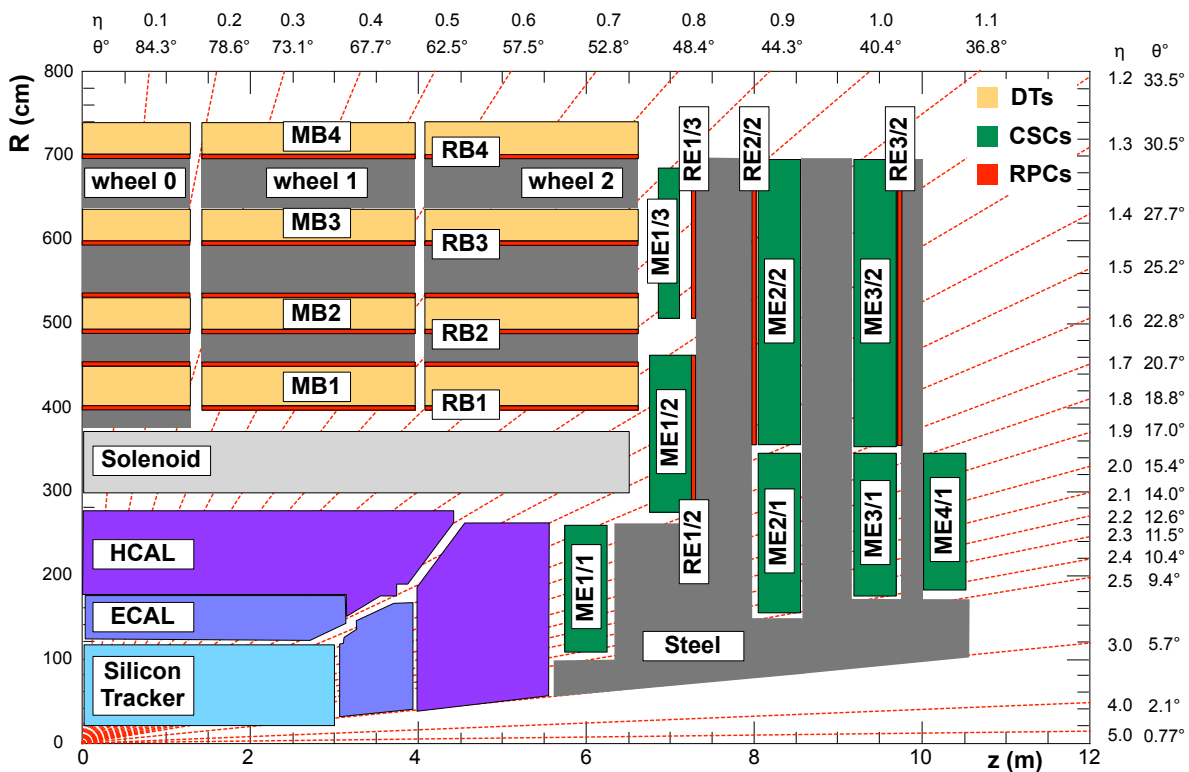 η 0.1 0.2 0.3 0.4 0.5 0.6 0.7 0.8 0.9 1.0 1.1
θ° 84.3° 78.6° 73.1° 67.7° 62.5° 57.5° 52.8° 48.4° 44.3° 40.4° 36.8° η θ°
R (cm)
800
700
600
500
400
300
200
100
0
MB4
RB4
wheel 0
wheel 1
wheel 2
MB3
RB3
MB2
RB2
MB1
RB1
Solenoid
HCAL
ECAL
Silicon
Tracker
ME1/3
RE1/3
RE2/2
RE3/2
ME1/2
ME2/2
ME3/2
RE1/2
ME1/1
ME2/1
ME3/1
ME4/1
Steel
DTs
CSCs
RPCs
1.2 33.5°
1.3 30.5°
1.4 27.7°
1.5 25.2°
1.6 22.8°
1.7 20.7°
1.8 18.8°
1.9 17.0°
2.0 15.4°
2.1 14.0°
2.2 12.6°
2.3 11.5°
2.4 10.4°
2.5 9.4°
3.0 5.7°
4.0 2.1°
5.0 0.77°
0 2 4 6 8 10 12
z (m)